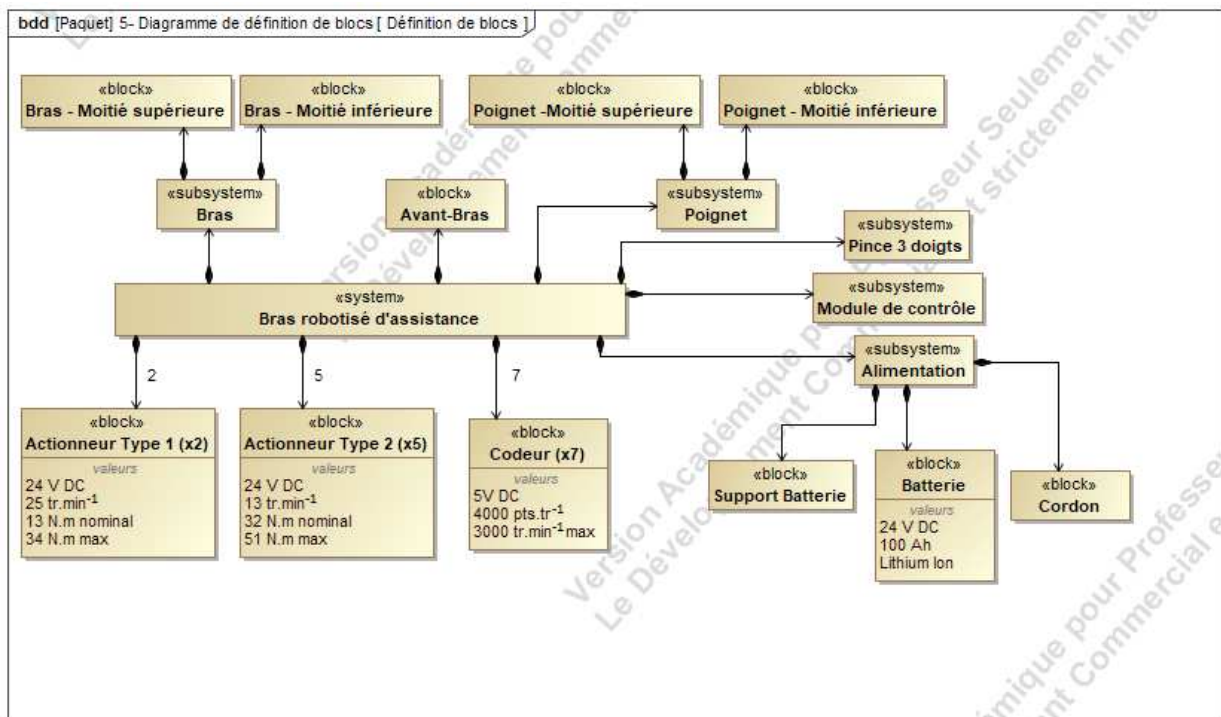 bdd [Paquet] 5- Diagramme de définition de blocs [ Définition de blocs ]
«block»
Bras - Moitié supérieure
«block»
Bras - Moitié inférieure
«block»
Poignet -Moitié supérieure
«block»
Poignet - Moitié inférieure
«subsystem»
Bras
«block»
Avant-Bras
«subsystem»
Poignet
«subsystem»
Pince 3 doigts
«system»
Bras robotisé d'assistance
«subsystem»
Module de contrôle
«subsystem»
Alimentation
2
5
7
«block»
Actionneur Type 1 (x2)
valeurs
24 V DC
25 tr.min-1
13 N.m nominal
34 N.m max
«block»
Actionneur Type 2 (x5)
valeurs
24 V DC
13 tr.min-1
32 N.m nominal
51 N.m max
«block»
Codeur (x7)
valeurs
5V DC
4000 pts.tr-1
3000 tr.min-1 max
«block»
Support Batterie
«block»
Batterie
valeurs
24 V DC
100 Ah
Lithium Ion
«block»
Cordon